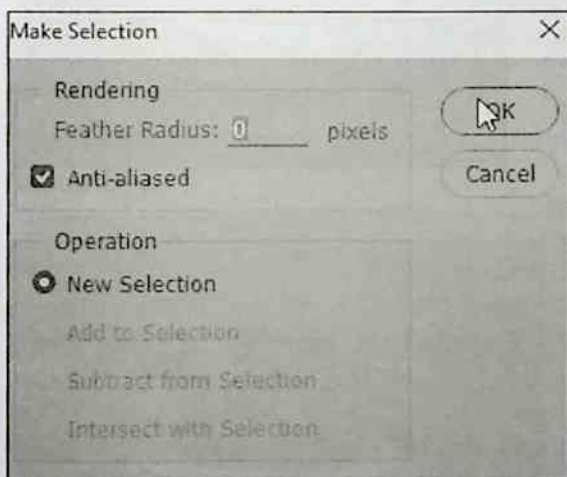 Make Selection
Rendering
Feather Radius: 0 pixels
OK
Anti-aliased
Cancel
Operation
New Selection
Add to Selection
Subtract from Selection
Intersect with Selection